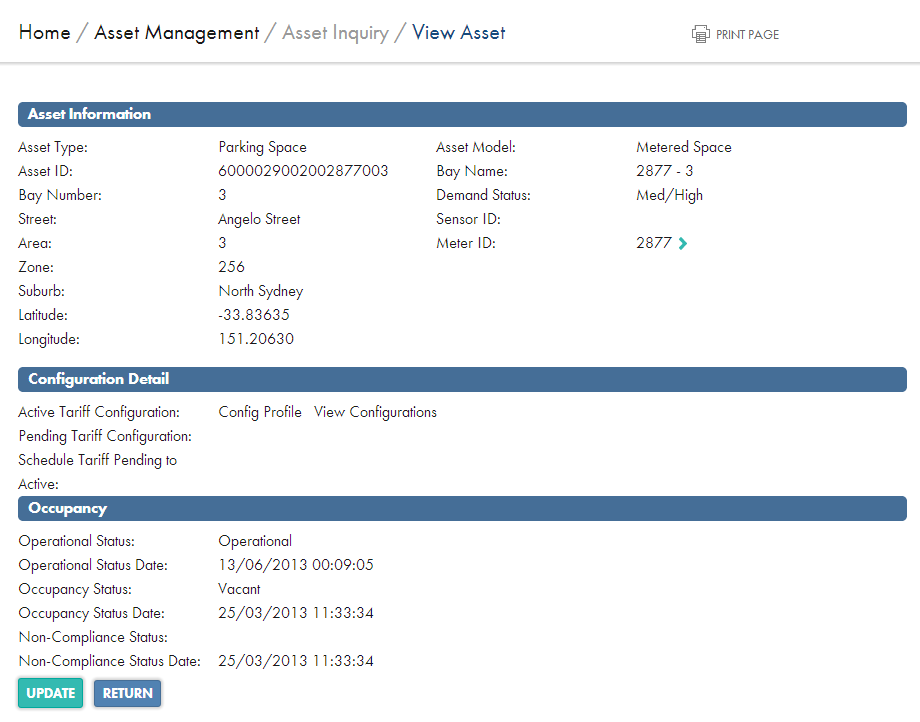 Home / Asset Management / Asset Inquiry / View Asset PRINT PAGE
Asset Information
Asset Type: Parking Space Asset Model: Metered Space
Asset ID: 6000029002002877003 Bay Name: 2877 - 3
Bay Number: 3 Demand Status: Med/High
Street: Angelo Street Sensor ID:
Area: 3 Meter ID: 2877
Zone: 256
Suburb: North Sydney
Latitude: -33.83635
Longitude: 151.20630
Configuration Detail
Active Tariff Configuration: Config Profile View Configurations
Pending Tariff Configuration:
Schedule Tariff Pending to
Active:
Occupancy
Operational Status: Operational
Operational Status Date: 13/06/2013 00:09:05
Occupancy Status: Vacant
Occupancy Status Date: 25/03/2013 11:33:34
Non-Compliance Status:
Non-Compliance Status Date: 25/03/2013 11:33:34
UPDATE RETURN